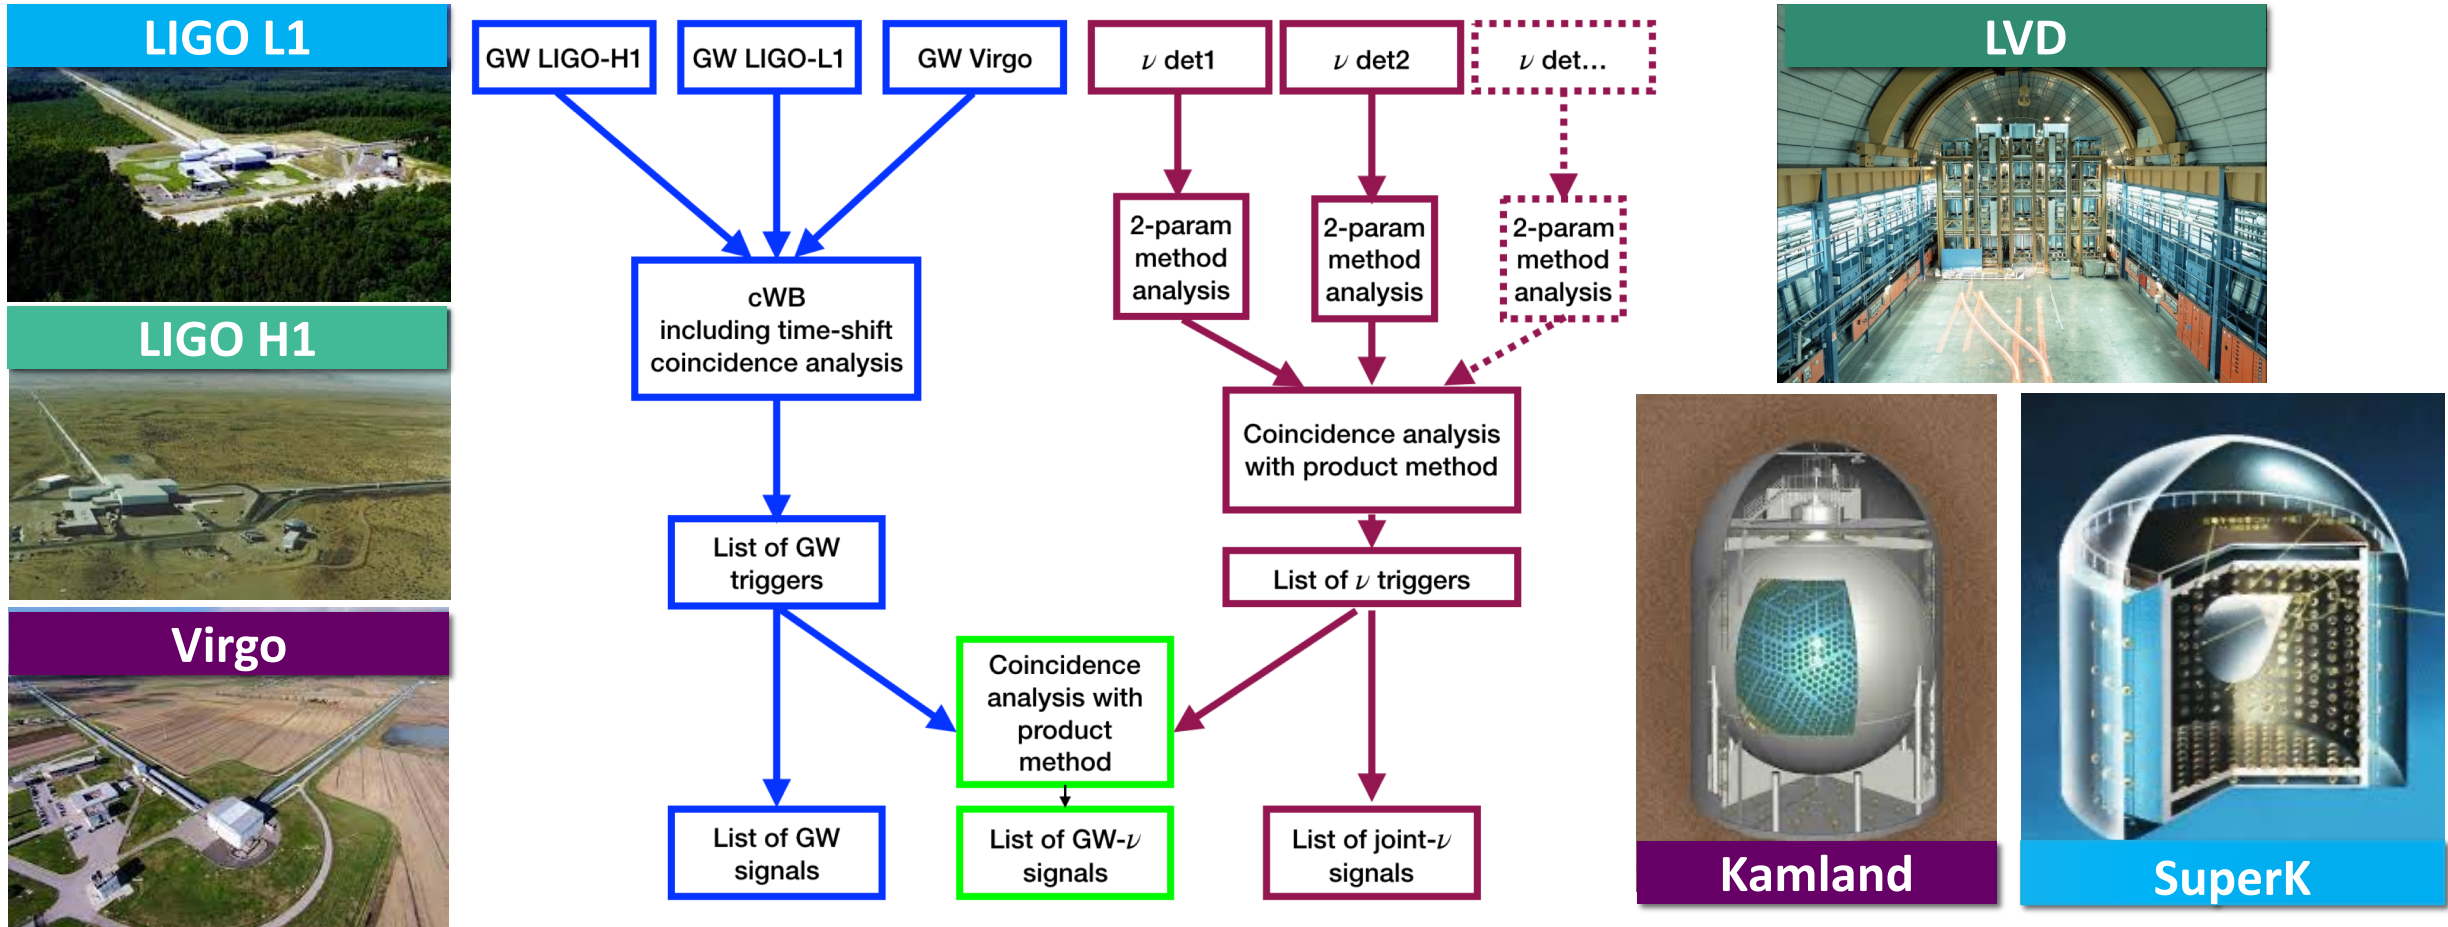 LIGO L1
LIGO H1
Virgo
GW LIGO-H1
GW LIGO-L1
GW Virgo
ν det1
ν det2
ν det...
cWB
including time-shift
coincidence analysis
2-param
method
analysis
2-param
method
analysis
2-param
method
analysis
Coincidence analysis
with product method
List of GW
triggers
List of ν triggers
Coincidence
analysis with
product
method
List of GW
signals
List of GW-ν
signals
List of joint-ν
signals
LVD
Kamland
SuperK